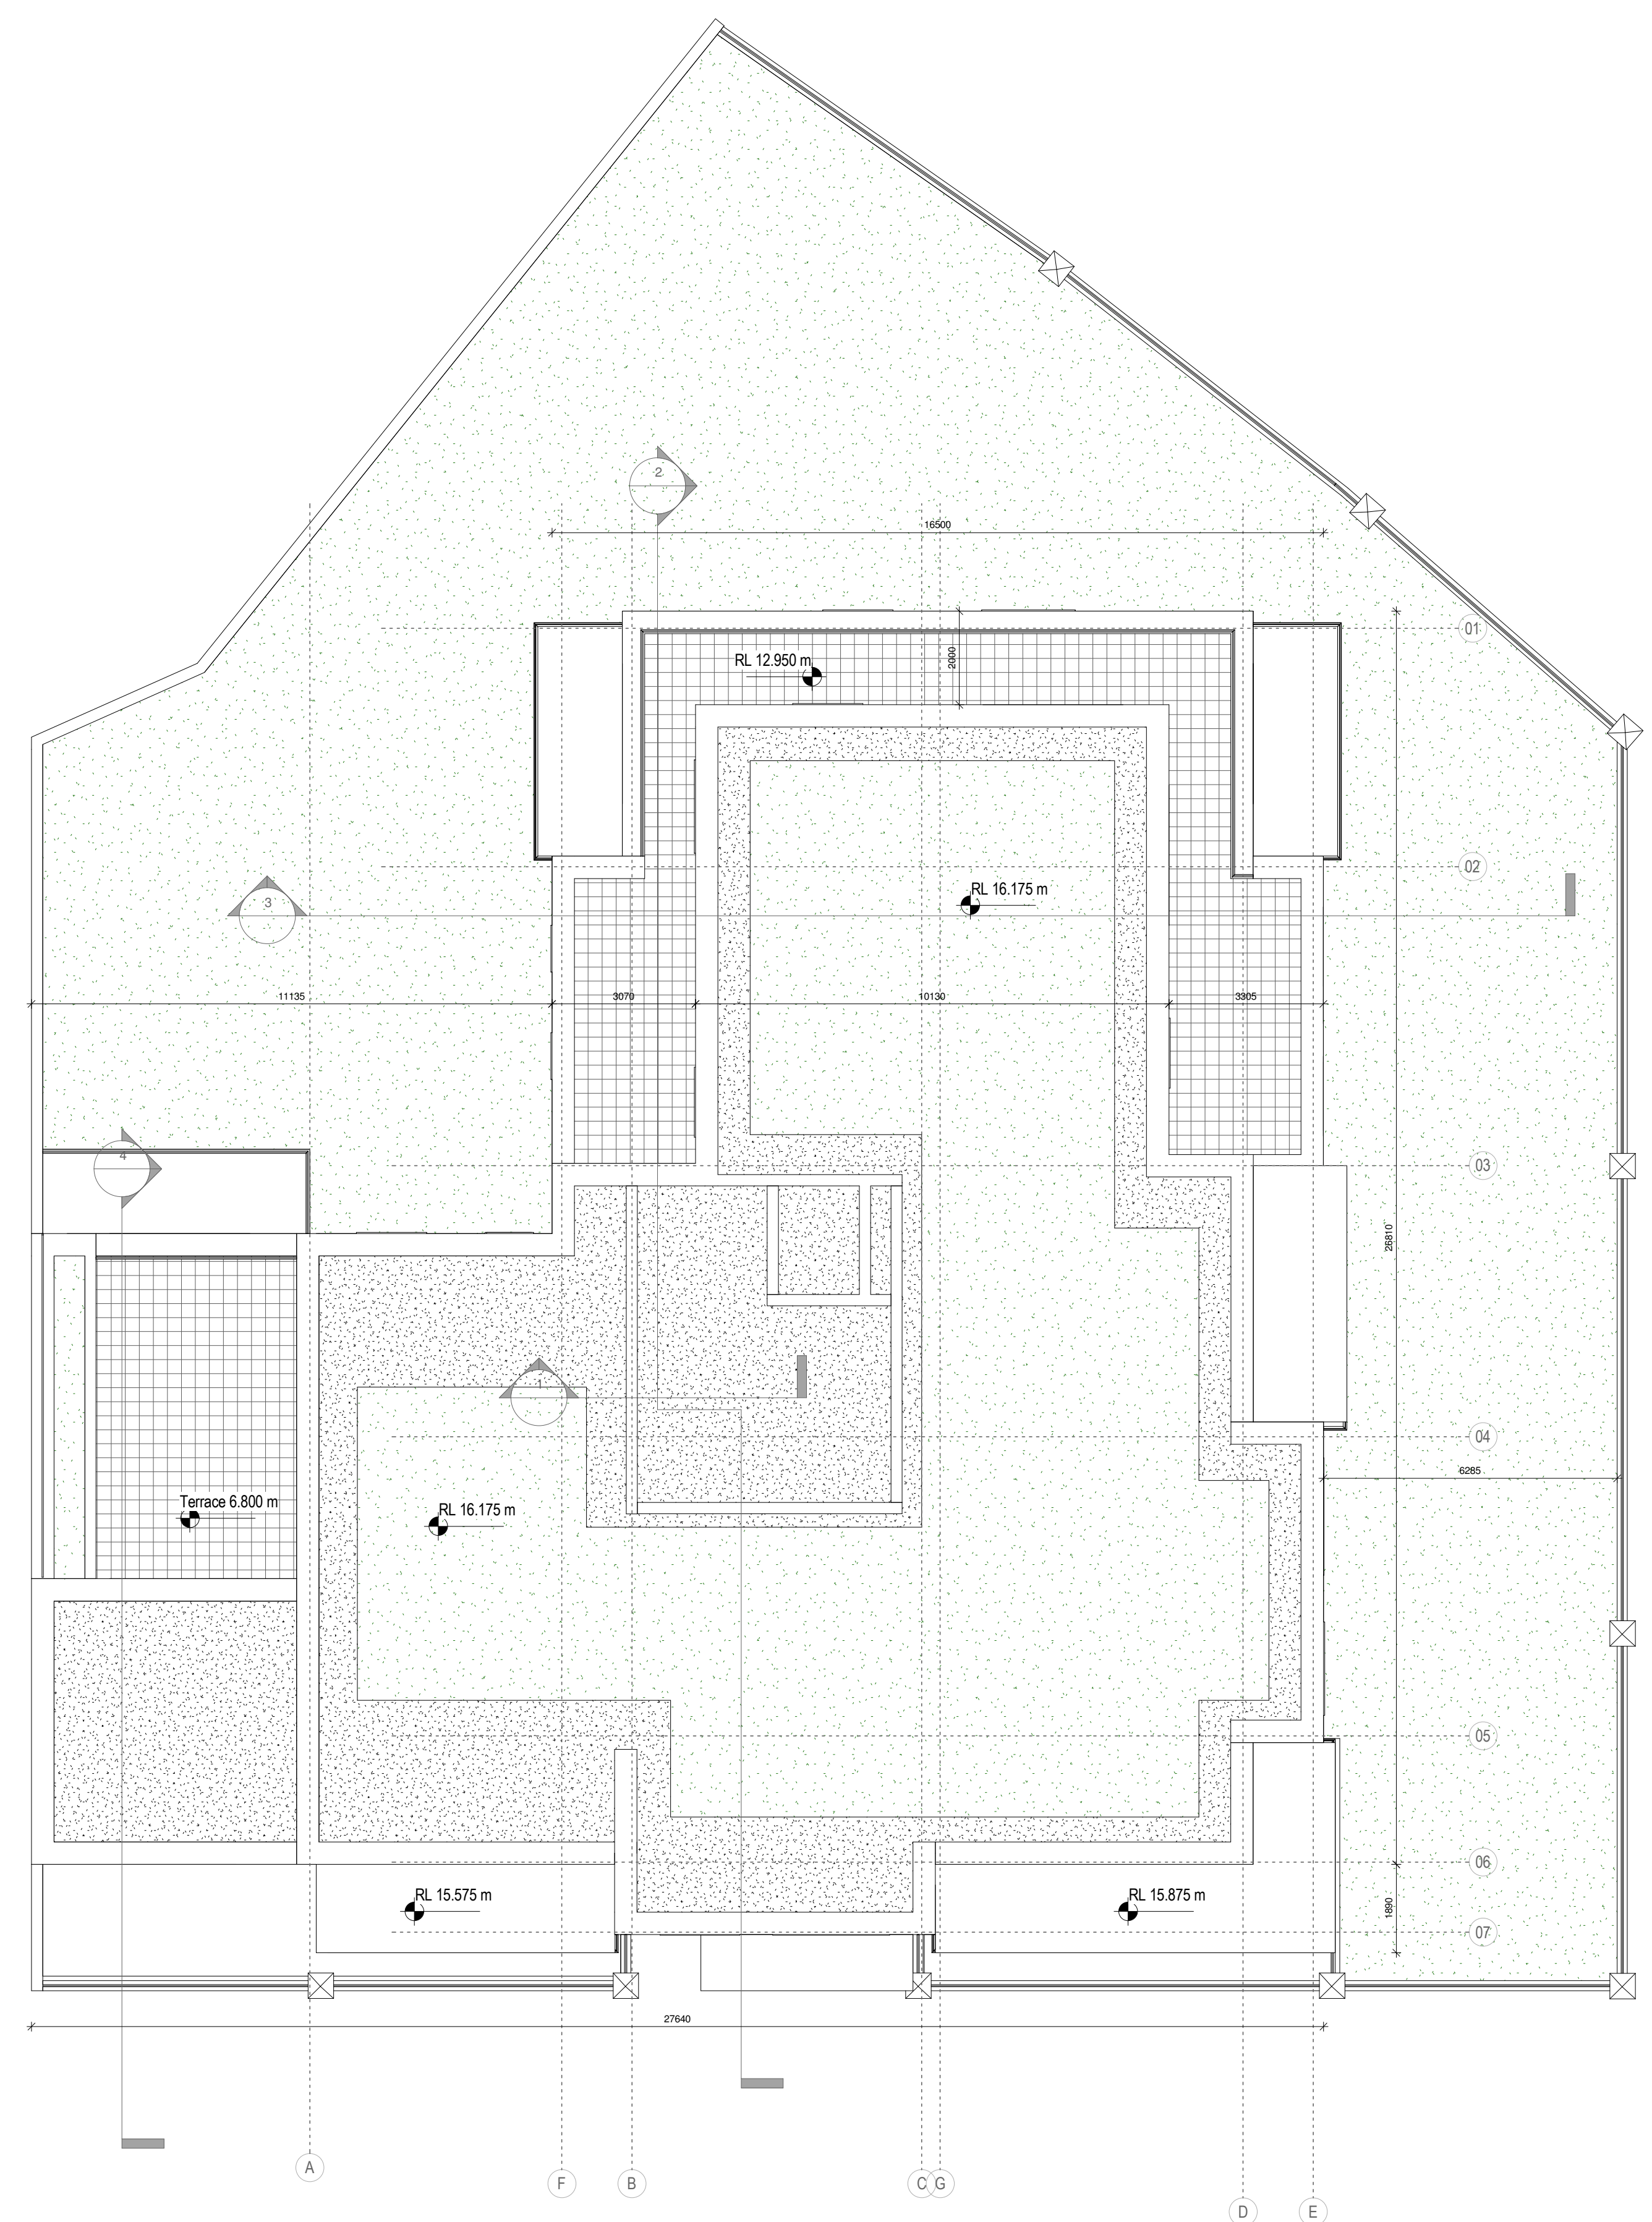 2
16500
01
RL 12.950 m
2000
02
RL 16.175 m
3
11135
3070
10130
3305
4
03
26810
1
04
6285
Terrace 6.800 m
RL 16.175 m
05
06
RL 15.575 m
RL 15.875 m
1890
07
27640
A
F
B
C
G
D
E